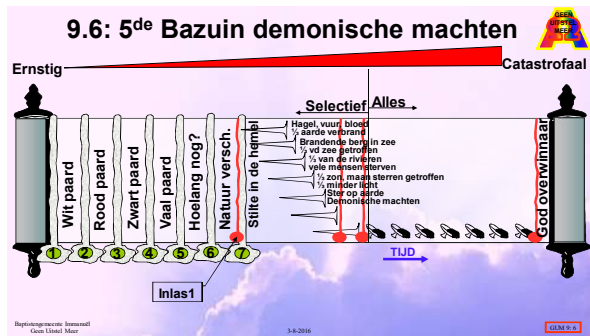 9.6: 5de Bazuin demonische machten
GEEN
UITSTEL
MEER
Ernstig
Catastrofaal
Selectief
Alles
Wit paard
Rood paard
Zwart paard
Vaal paard
Hoelang nog?
Natuur versch.
Stilte in de hemel
Hagel, vuur, bloed
⅓ aarde verbrand
Brandende berg in zee
⅓ vd zee getroffen
⅓ van de rivieren
vele mensen sterven
⅓ zon, maan sterren getroffen
⅓ minder licht
Ster op aarde
Demonische machten
God overwinnaar
1 2 3 4 5 6 7
TIJD
Inlas1
Baptistengemeente Immanuël
Geen Uitstel Meer
3-8-2016
GUM 9: 6